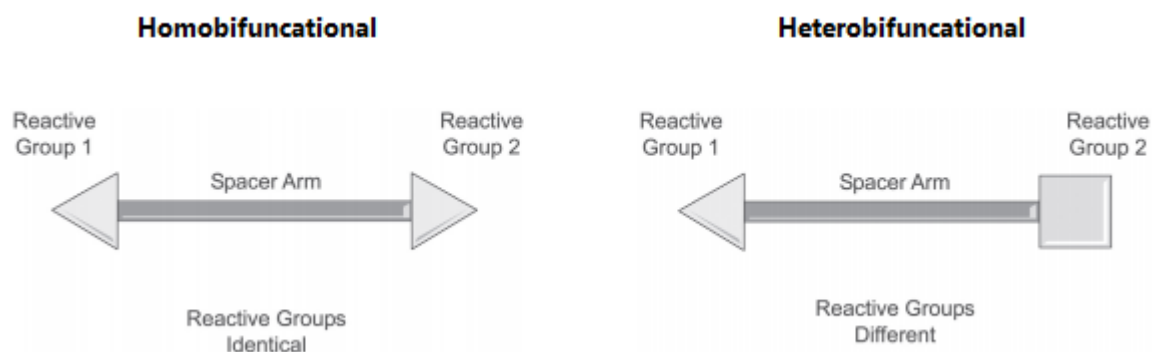 Homobifuncational
Heterobifuncational
Reactive
Group 1
Reactive
Group 2
Spacer Arm
Reactive Groups
Identical
Reactive
Group 1
Reactive
Group 2
Spacer Arm
Reactive Groups
Different